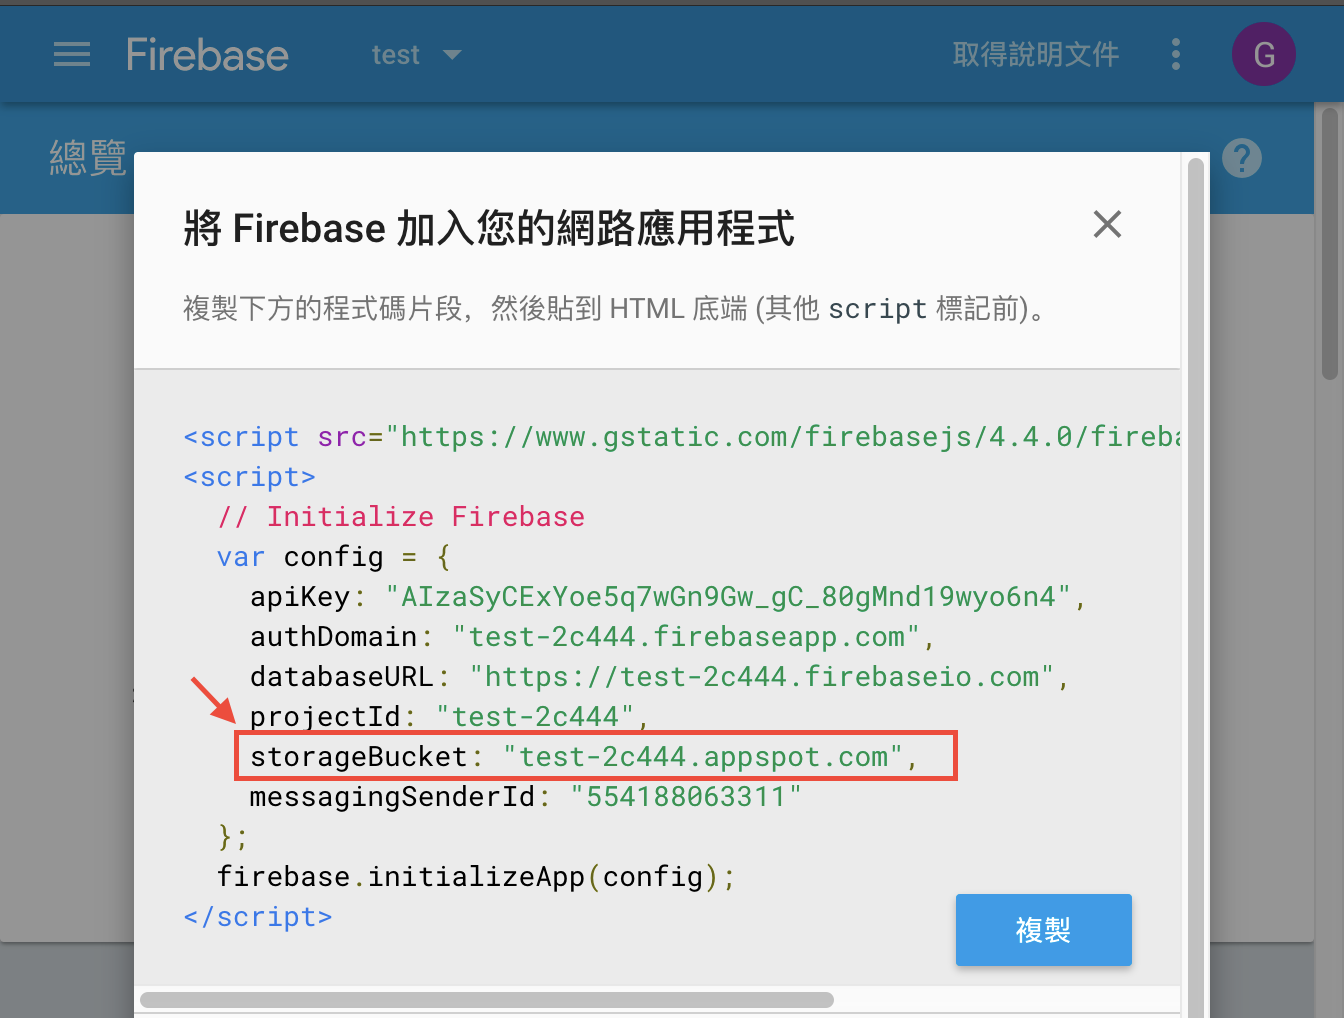 Firebase
test
取得說明文件
G
總覽
?
將 Firebase 加入您的網路應用程式
複製下方的程式碼片段，然後貼到 HTML 底端 (其他 script 標記前)。
<script src="https://www.gstatic.com/firebasejs/4.4.0/fireba
<script>
// Initialize Firebase
var config = {
apiKey: "AIzaSyCExYoe5q7wGn9Gw_gC_80gMnd19wyo6n4",
authDomain: "test-2c444.firebaseapp.com",
databaseURL: "https://test-2c444.firebaseio.com",
projectId: "test-2c444",
storageBucket: "test-2c444.appspot.com",
messagingSenderId: "554188063311"
};
firebase.initializeApp(config);
</script>
複製